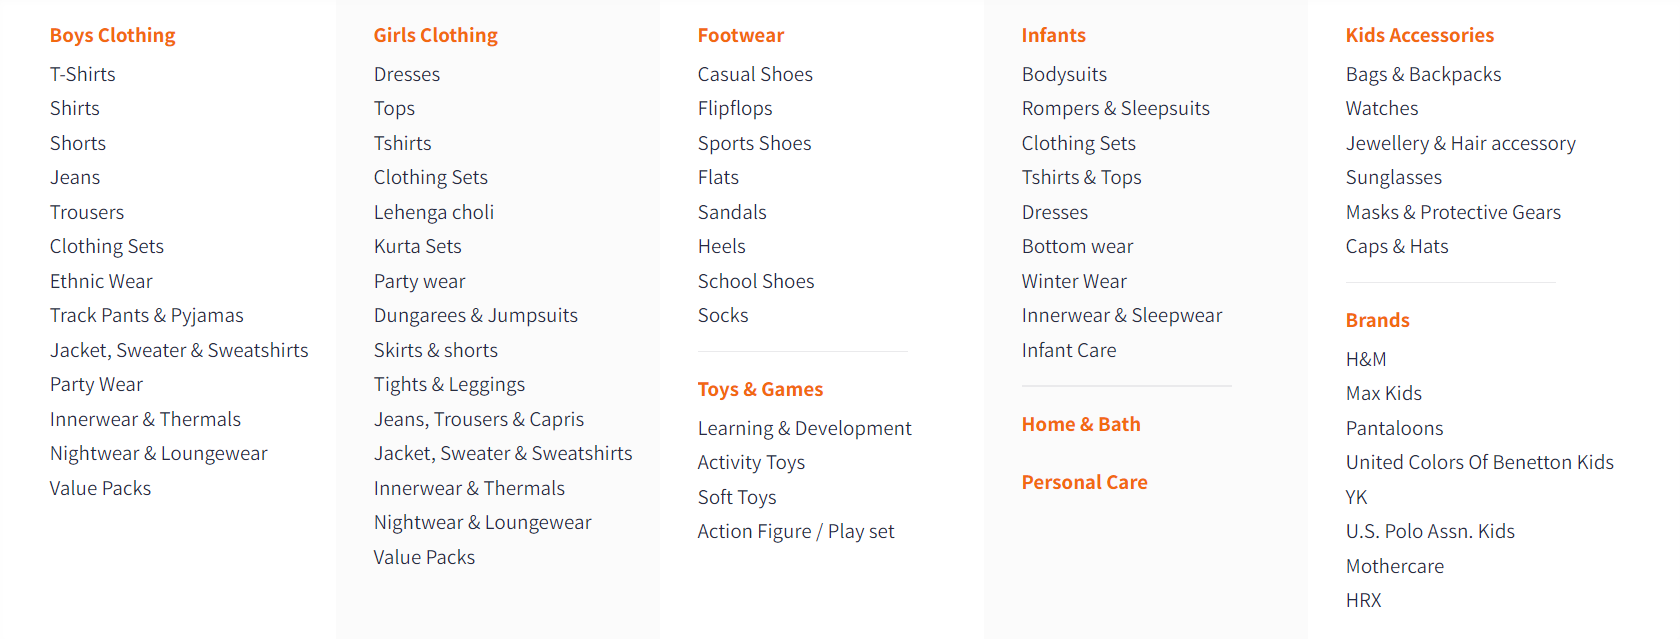 Boys Clothing
T-Shirts
Shirts
Shorts
Jeans
Trousers
Clothing Sets
Ethnic Wear
Track Pants & Pyjamas
Jacket, Sweater & Sweatshirts
Party Wear
Innerwear & Thermals
Nightwear & Loungewear
Value Packs
Girls Clothing
Dresses
Tops
Tshirts
Clothing Sets
Lehenga choli
Kurta Sets
Party wear
Dungarees & Jumpsuits
Skirts & shorts
Tights & Leggings
Jeans, Trousers & Capris
Jacket, Sweater & Sweatshirts
Innerwear & Thermals
Nightwear & Loungewear
Value Packs
Footwear
Casual Shoes
Flipflops
Sports Shoes
Flats
Sandals
Heels
School Shoes
Socks
Toys & Games
Learning & Development
Activity Toys
Soft Toys
Action Figure / Play set
Infants
Bodysuits
Rompers & Sleepsuits
Clothing Sets
Tshirts & Tops
Dresses
Bottom wear
Winter Wear
Innerwear & Sleepwear
Infant Care
Home & Bath
Personal Care
Kids Accessories
Bags & Backpacks
Watches
Jewellery & Hair accessory
Sunglasses
Masks & Protective Gears
Caps & Hats
Brands
H&M
Max Kids
Pantaloons
United Colors Of Benetton Kids
YK
U.S. Polo Assn. Kids
Mothercare
HRX